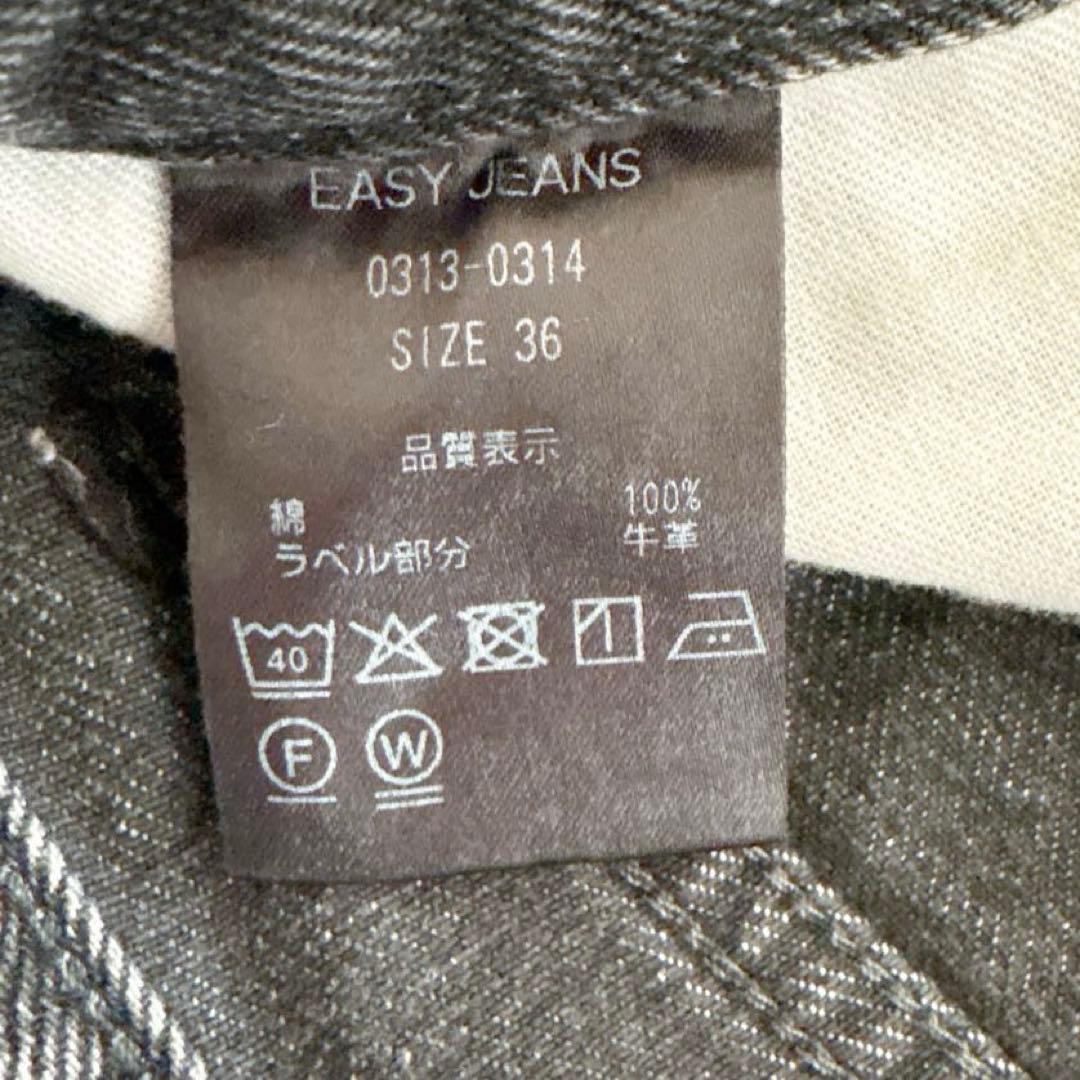 EASY JEANS
0313-0314
SIZE 36
品質表示
綿 100%
ラベル部分 牛革
40
F W